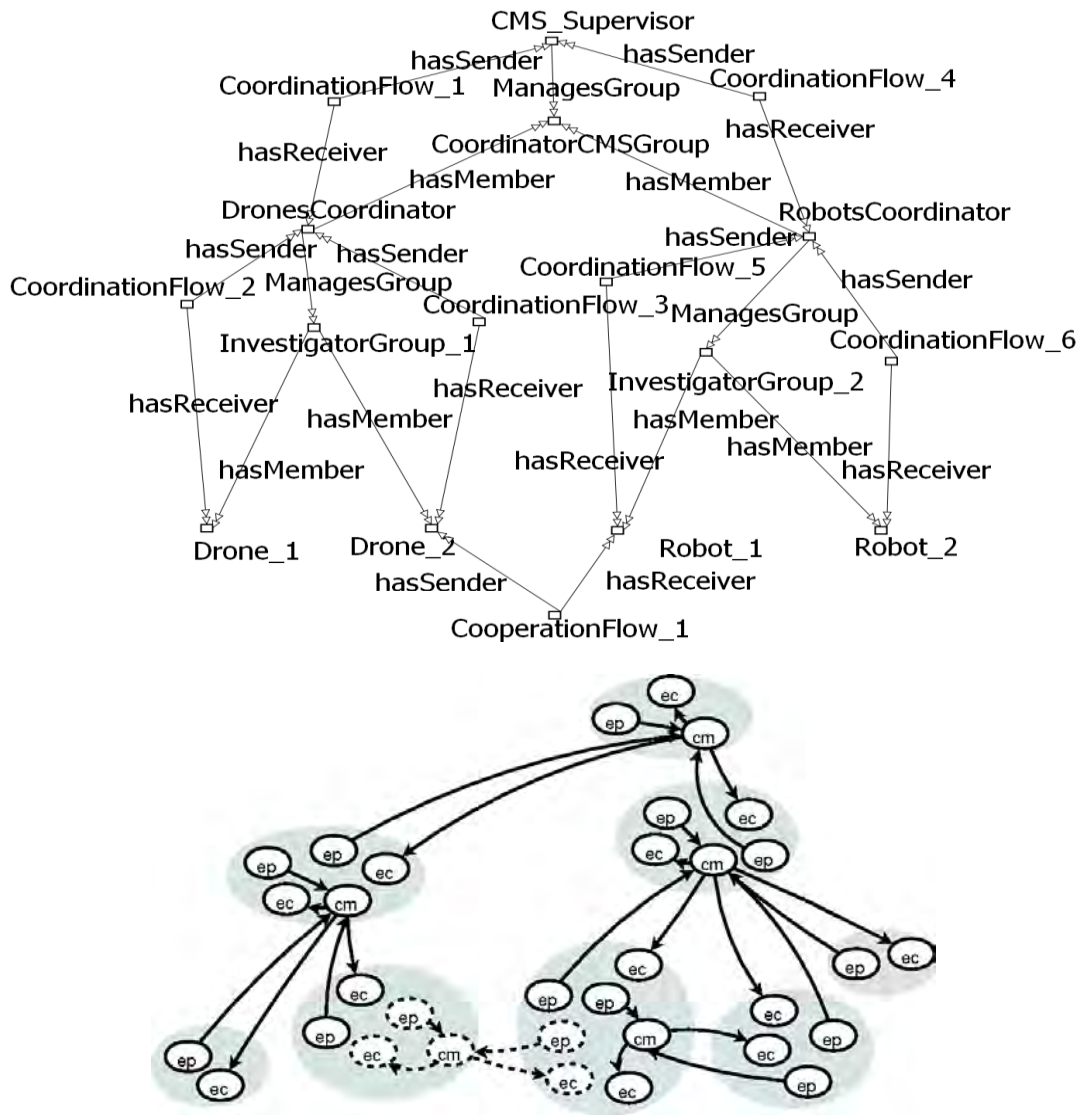 CMS_Supervisor
hasSender
hasSender
CoordinationFlow_1
ManagesGroup
CoordinationFlow_4
hasReceiver
CoordinatorCMSGroup
hasReceiver
hasMember
hasMember
DronesCoordinator
RobotsCoordinator
hasSender
hasSender
hasSender
CoordinationFlow_2
ManagesGroup
CoordinationFlow_5
hasSender
CoordinationFlow_3
ManagesGroup
InvestigatorGroup_1
CoordinationFlow_6
hasReceiver
hasMember
hasReceiver
InvestigatorGroup_2
hasMember
hasMember
hasMember
hasReceiver
hasReceiver
Drone_1
Drone_2
Robot_1
Robot_2
hasSender
hasReceiver
CooperationFlow_1
ec
ep
cm
ep
ec
ep
ec
ep
ep
ec
cm
ec
ec
cm
ec
ep
ec
ec
ep
ep
ec
ep
ep
ep
cm
ep
ec
cm
ec
ep
ec
ec
ec
ep